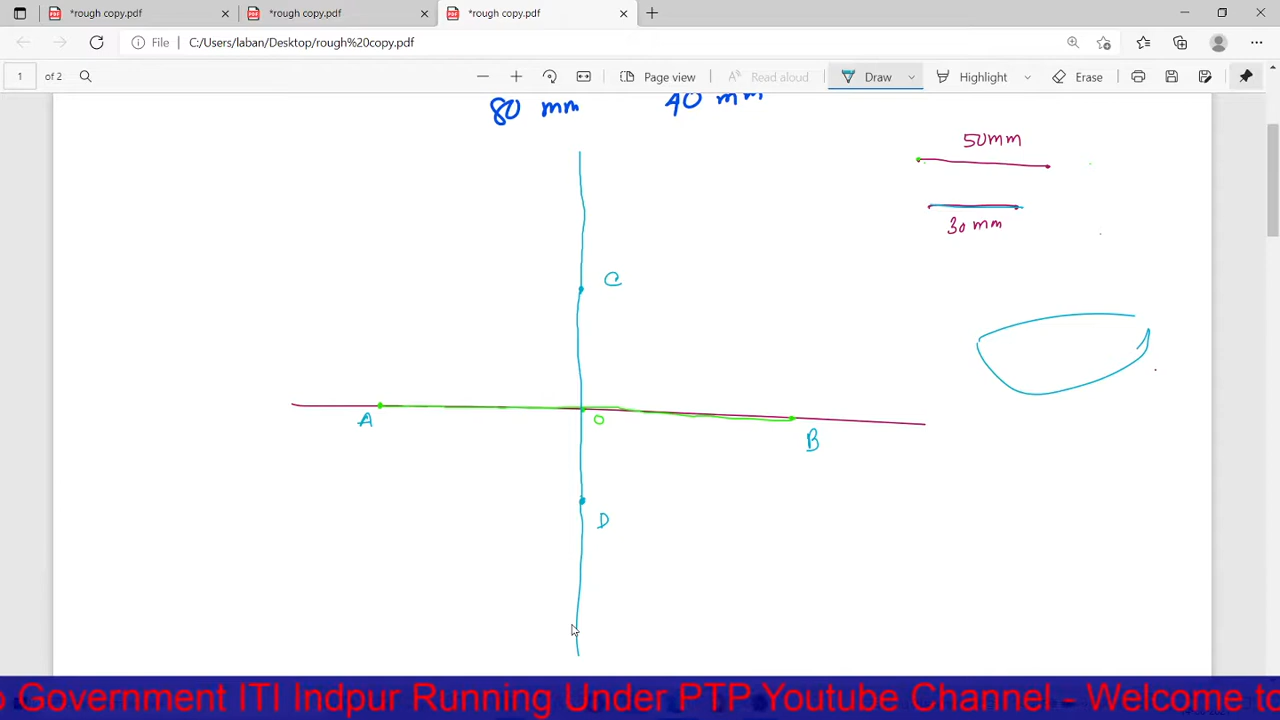 *rough copy.pdf
*rough copy.pdf
*rough copy.pdf
File C:/Users/laban/Desktop/rough%20copy.pdf
1 of 2
Page view
Read aloud
Draw
Highlight
Erase
80 mm 40 mm
50mm
30 mm
C
A O B
D
o Government ITI Indpur Running Under PTP Youtube Channel - Welcome to